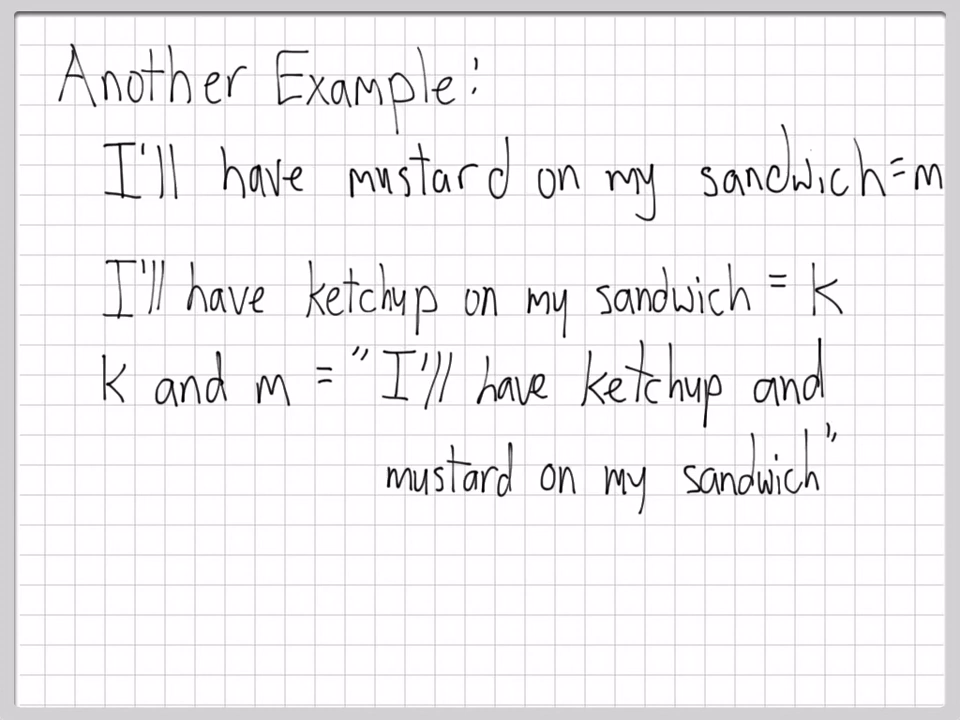 Another Example:
I'll have mustard on my sandwich=m
I'll have ketchup on my sandwich = k
k and m = "I'll have ketchup and
mustard on my sandwich"